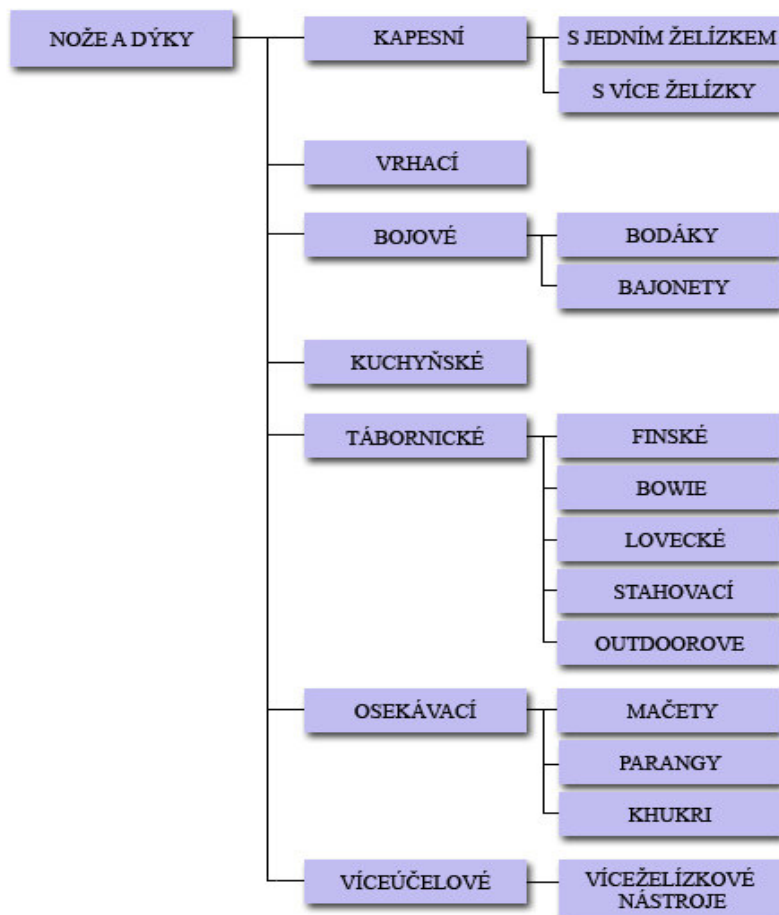 NOŽE A DÝKY
KAPESNÍ
S JEDNÍM ŽELÍZKEM
S VÍCE ŽELÍZKY
VRHACÍ
BOJOVÉ
BODÁKY
BAJONETY
KUCHYŇSKÉ
TÁBORNICKÉ
FINSKÉ
BOWIE
LOVECKÉ
STAHOVACÍ
OUTDOOROVE
OSEKÁVACÍ
MAČETY
PARANGY
KHUKRI
VÍCEÚČELOVÉ
VÍCEŽELÍZKOVÉ
NÁSTROJE